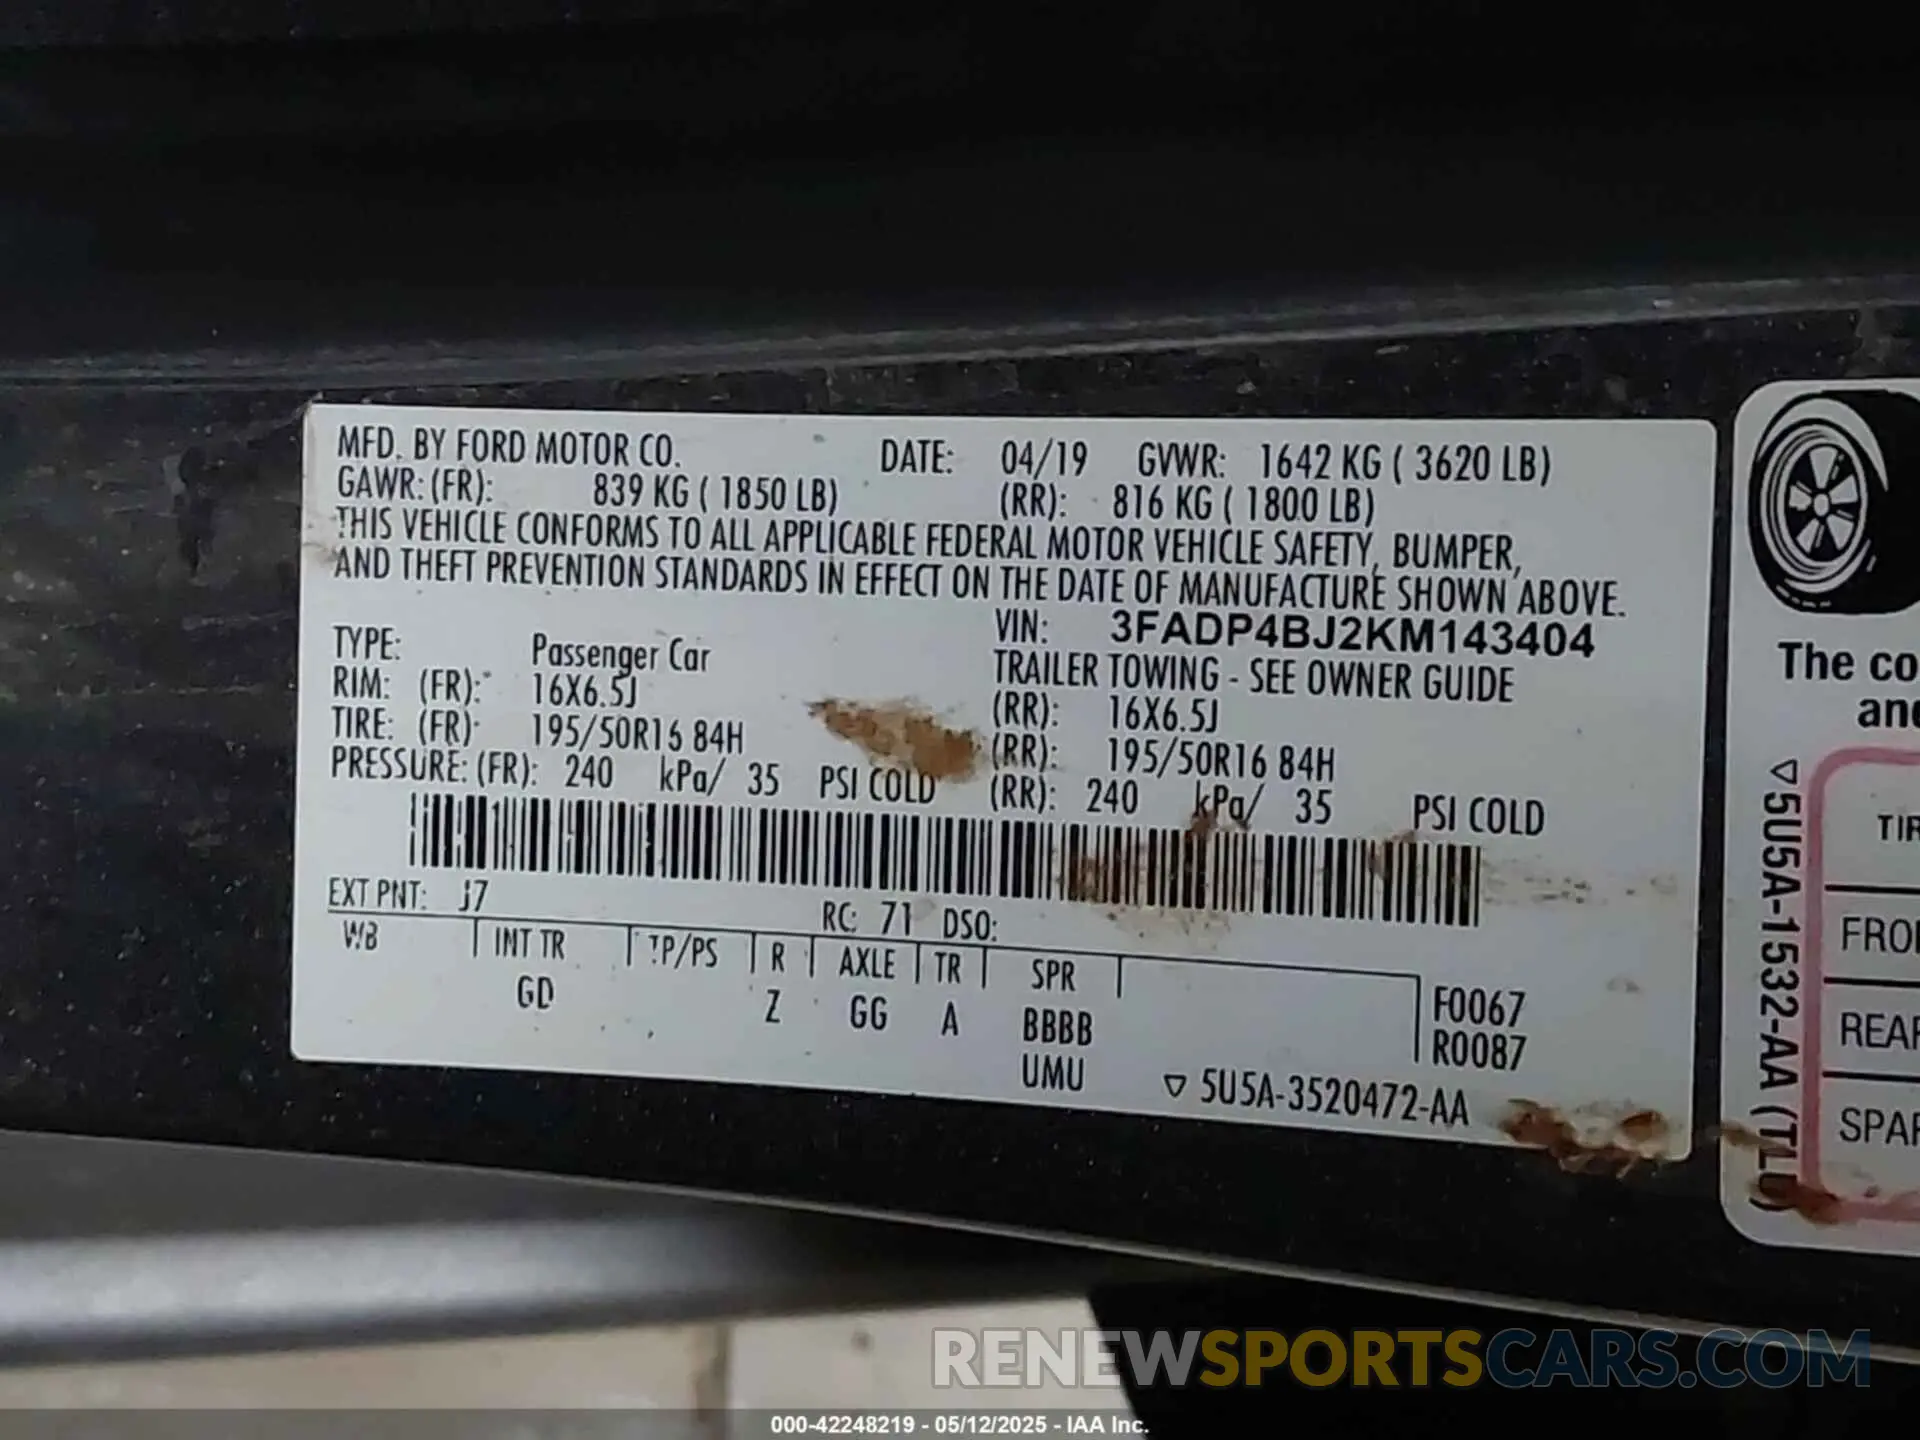 MFD. BY FORD MOTOR CO. DATE: 04/19 GVWR: 1642 KG ( 3620 LB)
GAWR: (FR): 839 KG ( 1850 LB) (RR): 816 KG ( 1800 LB)
THIS VEHICLE CONFORMS TO ALL APPLICABLE FEDERAL MOTOR VEHICLE SAFETY, BUMPER,
AND THEFT PREVENTION STANDARDS IN EFFECT ON THE DATE OF MANUFACTURE SHOWN ABOVE.
VIN: 3FADP4BJ2KM143404
TYPE: Passenger Car TRAILER TOWING - SEE OWNER GUIDE
RIM: (FR): 16X6.5J (RR): 16X6.5J
TIRE: (FR): 195/50R16 84H (RR): 195/50R16 84H
PRESSURE: (FR): 240 kPa/ 35 PSI COLD (RR): 240 kPa/ 35 PSI COLD
EXT PNT: J7 RC: 71 DSO:
WB INT TR TP/PS R AXLE TR SPR
GD Z GG A BBBB F0067
UMU R0087
▽ 5U5A-3520472-AA
The co
and
▽5U5A-1532-AA (TLD)
TIR
FRO
REAR
SPAR
RENEWSPORTSCARS.COM
000-42248219 - 05/12/2025 - IAA Inc.